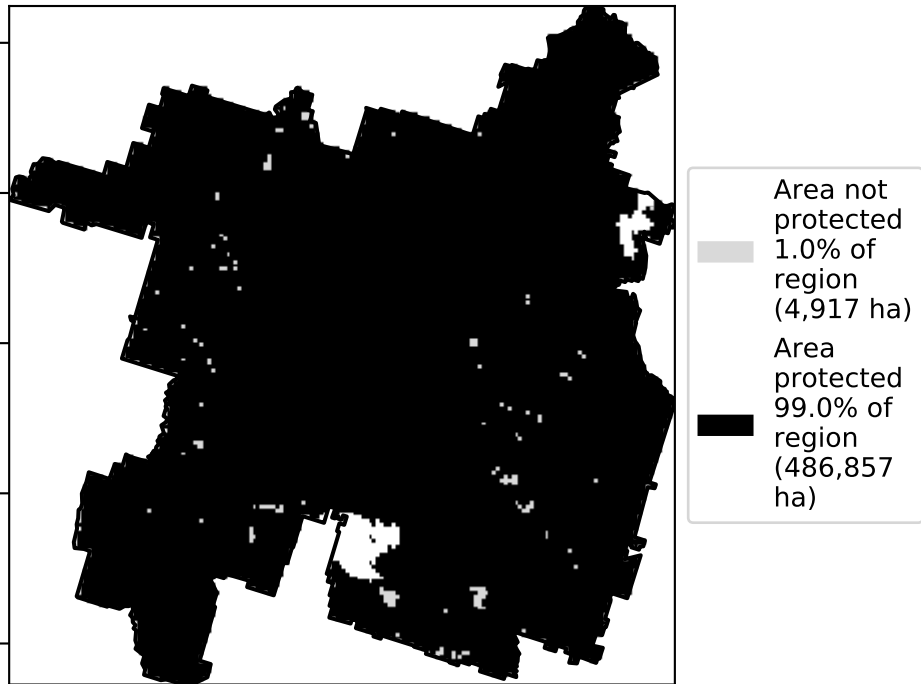 Area not
protected
1.0% of
region
(4,917 ha)
Area
protected
99.0% of
region
(486,857
ha)